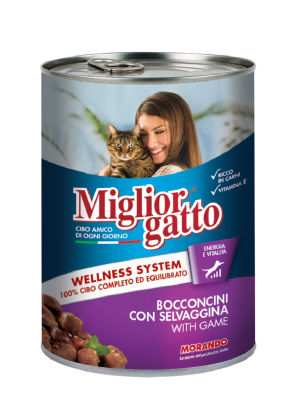 Miglior
gatto
RICCO
IN CARNI
VITAMINA E
CIBO AMICO
DI OGNI GIORNO
ENERGIA
E VITALITÀ
WELLNESS SYSTEM
100% CIBO COMPLETO ED EQUILIBRATO
BOCCONCINI
CON SELVAGGINA
WITH GAME
MORANDO